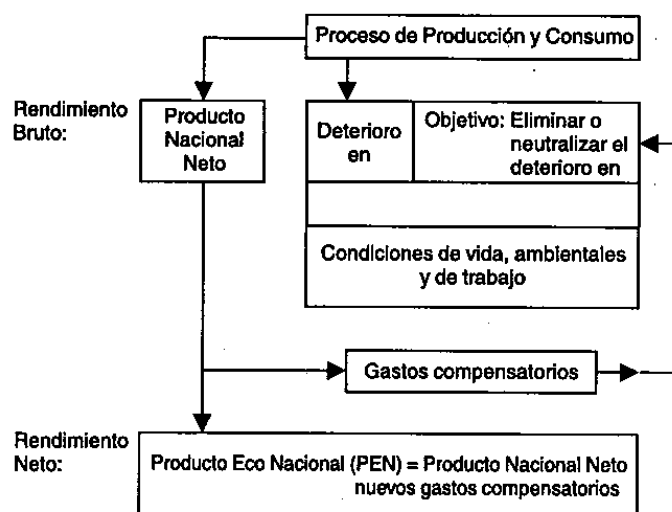 Proceso de Producción y Consumo
Rendimiento
Bruto:
Producto
Nacional
Neto
Deterioro
en
Objetivo: Eliminar o
neutralizar el
deterioro en
Condiciones de vida, ambientales
y de trabajo
Gastos compensatorios
Rendimiento
Neto:
Producto Eco Nacional (PEN) = Producto Nacional Neto
nuevos gastos compensatorios